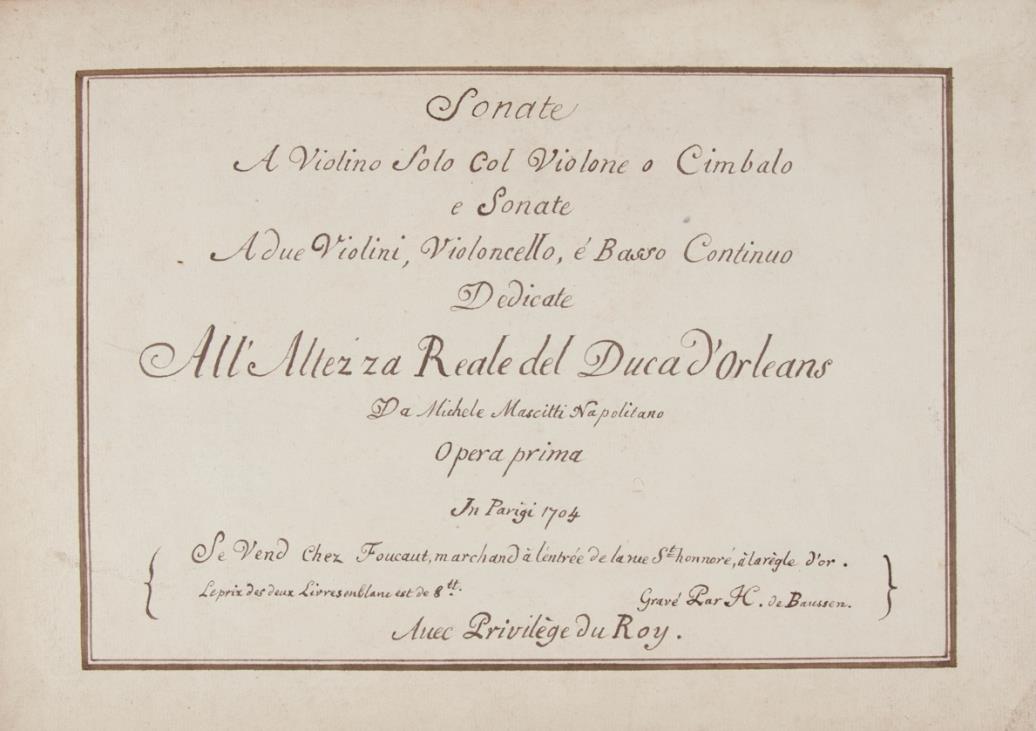 Sonate
A Violino Solo Col Violone o Cimbalo
e Sonate
A due Violini, Violoncello, é Basso Continuo
Dedicate
All' Altezza Reale del Duca d'Orleans
Da Michele Mascitti Napolitano
Opera prima
In Parigi 1704
Se Vend Chez Foucaut, marchand à l'entrée de la rue St honnoré, à la règle d'or.
Le prix des deux Livres en blanc est de 8tt.
Gravé Par H. de Baussen.
Avec Privilège du Roy.